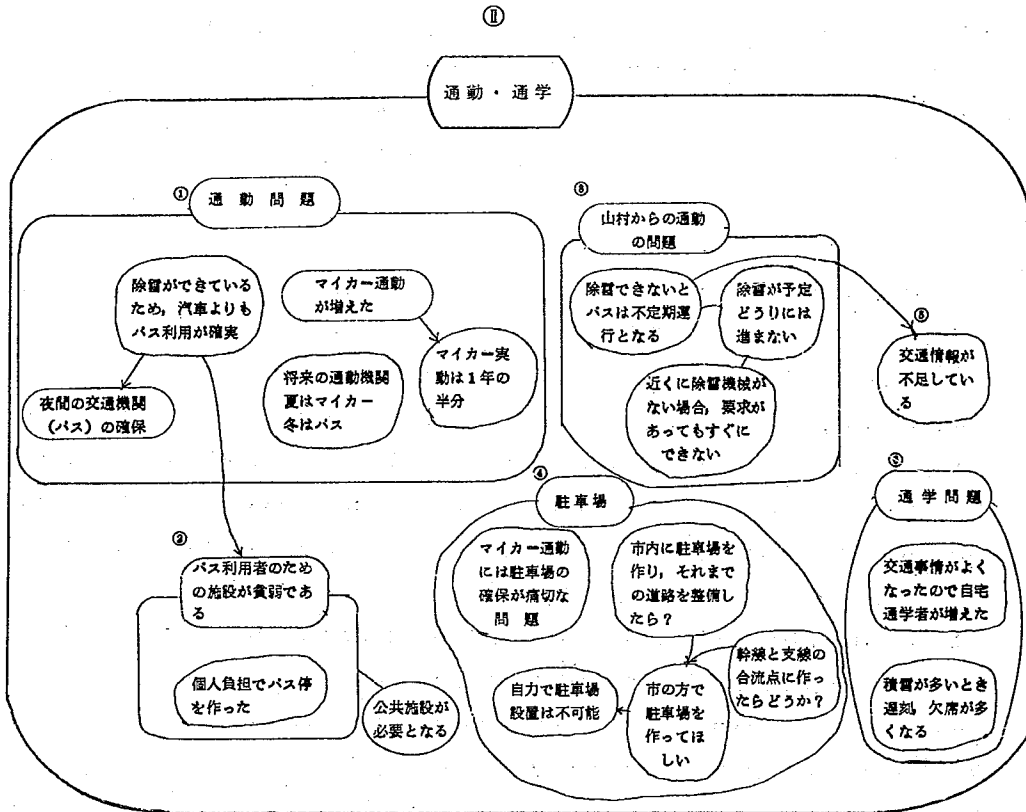 Ⅱ
通勤・通学
①
通勤問題
除雪ができている
ため，汽車よりも
バス利用が確実
マイカー通勤
が増えた
マイカー実
動は1年の
半分
将来の通勤機関
夏はマイカー
冬はバス
夜間の交通機関
（バス）の確保
②
バス利用者のため
の施設が貧弱であ
る
個人負担でバス停
を作った
公共施設が
必要となる
山村からの通勤
の問題
除雪できないと
バスは不定期運
行となる
除雪が予定
どうりには
進まない
近くに除雪機械が
ない場合，要求が
あってもすぐに
できない
⑤
交通情報が
不足してい
る
④
駐車場
マイカー通勤
には駐車場の
確保が痛切な
問題
市内に駐車場を
作り，それまで
の道路を整備し
たら？
幹線と支線の
合流点に作っ
たらどうか？
自力で駐車場
設置は不可能
市の方で
駐車場を
作ってほ
しい
通学問題
交通事情がよく
なったので自宅
通学者が増えた
積雪が多いとき
遅刻，欠席が多
くなる